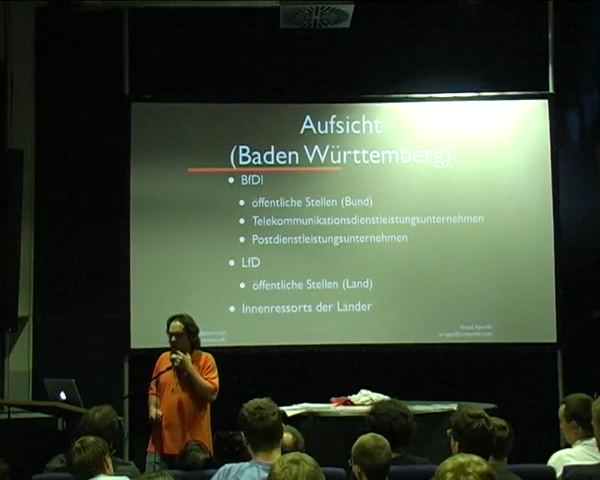 Aufsicht
(Baden Württemberg)
• BfDI
• öffentliche Stellen (Bund)
• Telekommunikationsdienstleistungsunternehmen
• Postdienstleistungsunternehmen
• LfD
• öffentliche Stellen (Land)
• Innenressorts der Länder